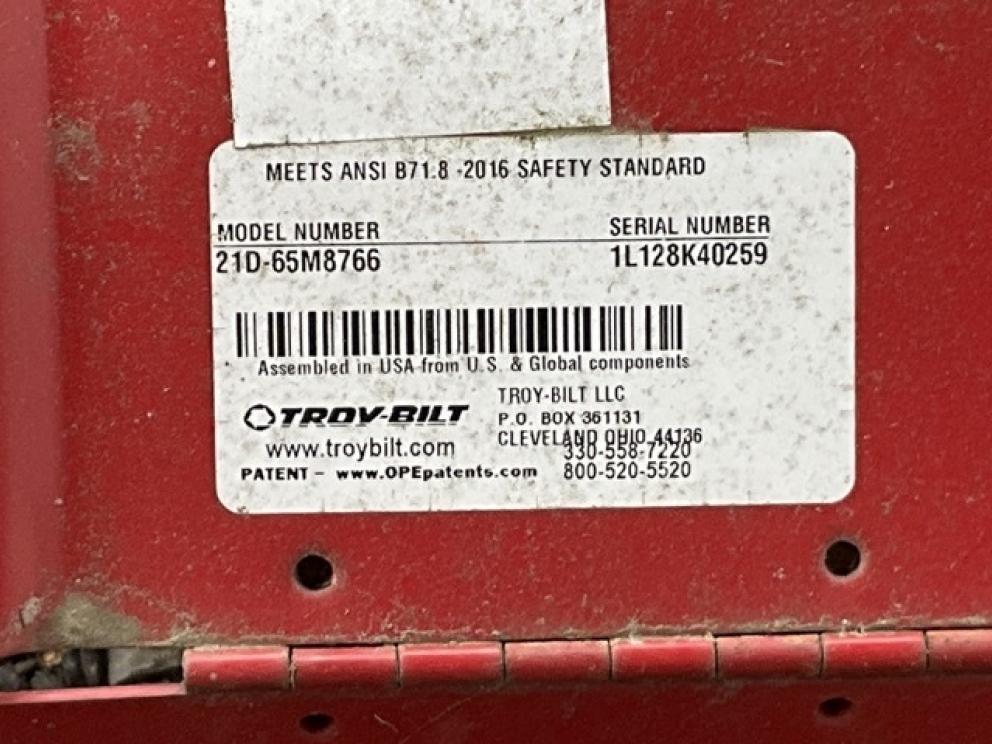 MEETS ANSI B71.8 -2016 SAFETY STANDARD
MODEL NUMBER SERIAL NUMBER
21D-65M8766 1L128K40259
Assembled in USA from U.S. & Global components
TROY-BILT
www.troybilt.com
PATENT - www.OPEpatents.com
TROY-BILT LLC
P.O. BOX 361131
CLEVELAND OHIO 44136
330-558-7220
800-520-5520